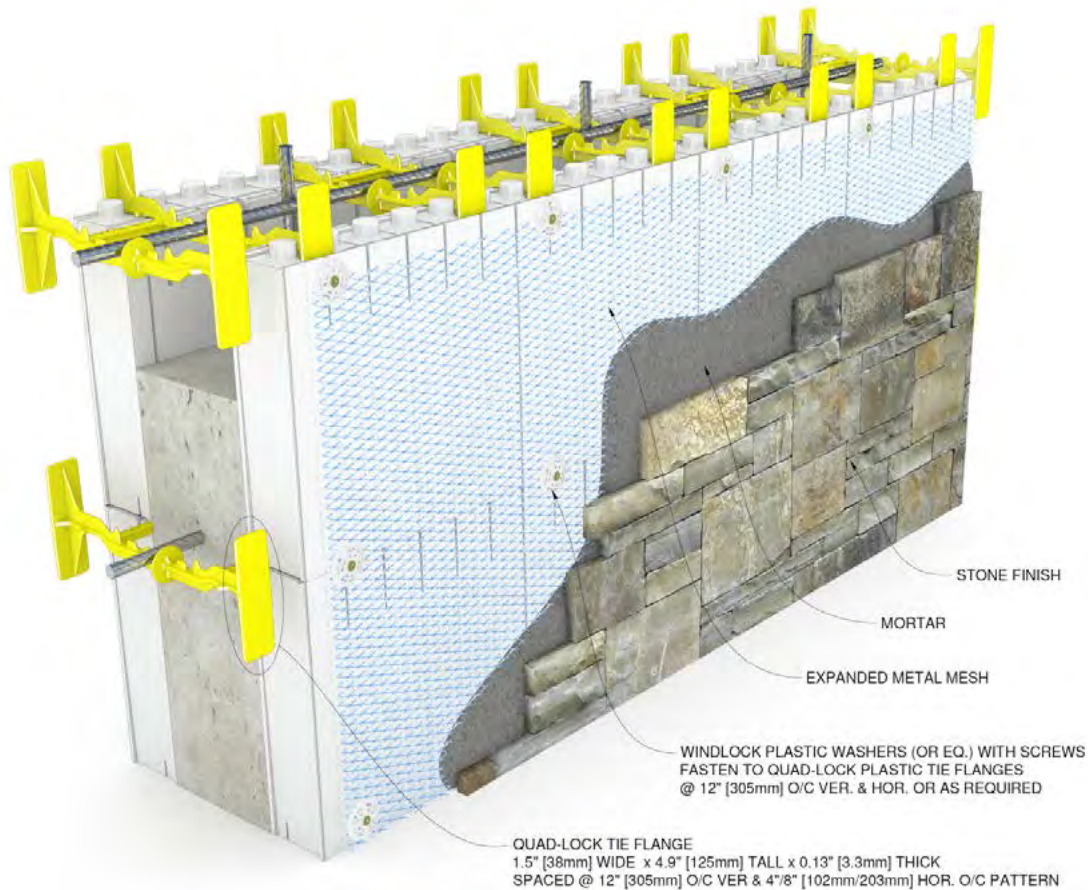 STONE FINISH
MORTAR
EXPANDED METAL MESH
WINDLOCK PLASTIC WASHERS (OR EQ.) WITH SCREWS
FASTEN TO QUAD-LOCK PLASTIC TIE FLANGES
@ 12" [305mm] O/C VER. & HOR. OR AS REQUIRED
QUAD-LOCK TIE FLANGE
1.5" [38mm] WIDE x 4.9" [125mm] TALL x 0.13" [3.3mm] THICK
SPACED @ 12" [305mm] O/C VER & 4"/8" [102mm/203mm] HOR. O/C PATTERN